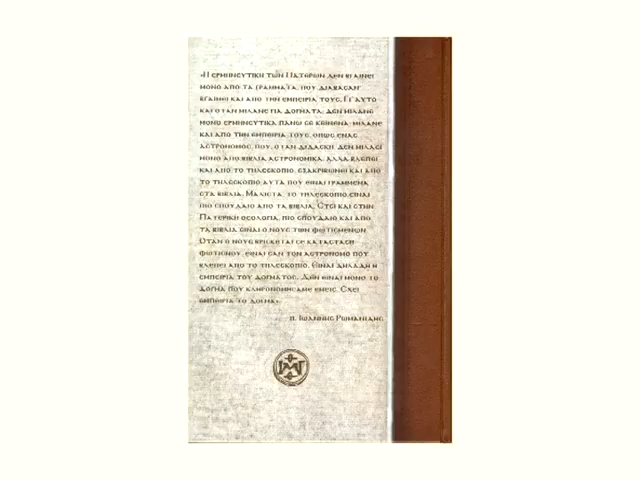 «Η ΕΡΜΗΝΕΥΤΙΚΗ ΤΩΝ ΠΑΤΕΡΩΝ ΔΕΝ ΒΓΑΙΝΕΙ
ΜΟΝΟ ΑΠΟ ΤΑ ΓΡΑΜΜΑΤΑ, ΠΟΥ ΔΙΑΒΑΣΑΝ·
ΒΓΑΙΝΕΙ ΚΑΙ ΑΠΟ ΤΗΝ ΕΜΠΕΙΡΙΑ ΤΟΥΣ. ΓΙ᾽ ΑΥΤΟ
ΚΑΙ ΟΤΑΝ ΜΙΛΑΝΕ ΓΙΑ ΔΟΓΜΑΤΑ, ΔΕΝ ΜΙΛΑΝΕ
ΜΟΝΟ ΕΡΜΗΝΕΥΤΙΚΑ ΠΑΝΩ ΣΕ ΚΕΙΜΕΝΑ· ΜΙΛΑΝΕ
ΚΑΙ ΑΠΟ ΤΗΝ ΕΜΠΕΙΡΙΑ ΤΟΥΣ, ΟΠΩΣ ΕΝΑΣ
ΑΣΤΡΟΝΟΜΟΣ, ΠΟΥ, ΟΤΑΝ ΔΙΔΑΣΚΗ, ΔΕΝ ΜΙΛΑΕΙ
ΜΟΝΟ ΑΠΟ ΒΙΒΛΙΑ ΑΣΤΡΟΝΟΜΙΚΑ, ΑΛΛΑ ΒΛΕΠΕΙ
ΚΑΙ ΑΠΟ ΤΟ ΤΗΛΕΣΚΟΠΙΟ, ΕΞΑΚΡΙΒΩΝΕΙ ΚΑΙ ΑΠΟ
ΤΟ ΤΗΛΕΣΚΟΠΙΟ ΑΥΤΑ ΠΟΥ ΕΙΝΑΙ ΓΡΑΜΜΕΝΑ
ΣΤΑ ΒΙΒΛΙΑ. ΜΑΛΙΣΤΑ, ΤΟ ΤΗΛΕΣΚΟΠΙΟ ΕΙΝΑΙ
ΠΙΟ ΣΠΟΥΔΑΙΟ ΑΠΟ ΤΑ ΒΙΒΛΙΑ. ΕΤΣΙ ΚΑΙ ΣΤΗΝ
ΠΑΤΕΡΙΚΗ ΘΕΟΛΟΓΙΑ, ΠΙΟ ΣΠΟΥΔΑΙΟ ΚΑΙ ΑΠΟ
ΤΑ ΒΙΒΛΙΑ ΕΙΝΑΙ Ο ΝΟΥΣ ΤΩΝ ΦΩΤΙΣΜΕΝΩΝ.
ΟΤΑΝ Ο ΝΟΥΣ ΒΡΙΣΚΕΤΑΙ ΣΕ ΚΑΤΑΣΤΑΣΗ
ΦΩΤΙΣΜΟΥ, ΕΙΝΑΙ ΣΑΝ ΤΟΝ ΑΣΤΡΟΝΟΜΟ ΠΟΥ
ΒΛΕΠΕΙ ΑΠΟ ΤΟ ΤΗΛΕΣΚΟΠΙΟ. ΕΙΝΑΙ ΔΗΛΑΔΗ Η
ΕΜΠΕΙΡΙΑ ΤΟΥ ΔΟΓΜΑΤΟΣ. ΔΕΝ ΕΙΝΑΙ ΜΟΝΟ ΤΟ
ΔΟΓΜΑ ΠΟΥ ΚΛΗΡΟΝΟΜΗΣΑΜΕ ΕΜΕΙΣ. ΕΧΕΙ
ΕΜΠΕΙΡΙΑ ΤΟ ΔΟΓΜΑ»
π. ΙΩΑΝΝΗΣ ΡΩΜΑΝΙΔΗΣ